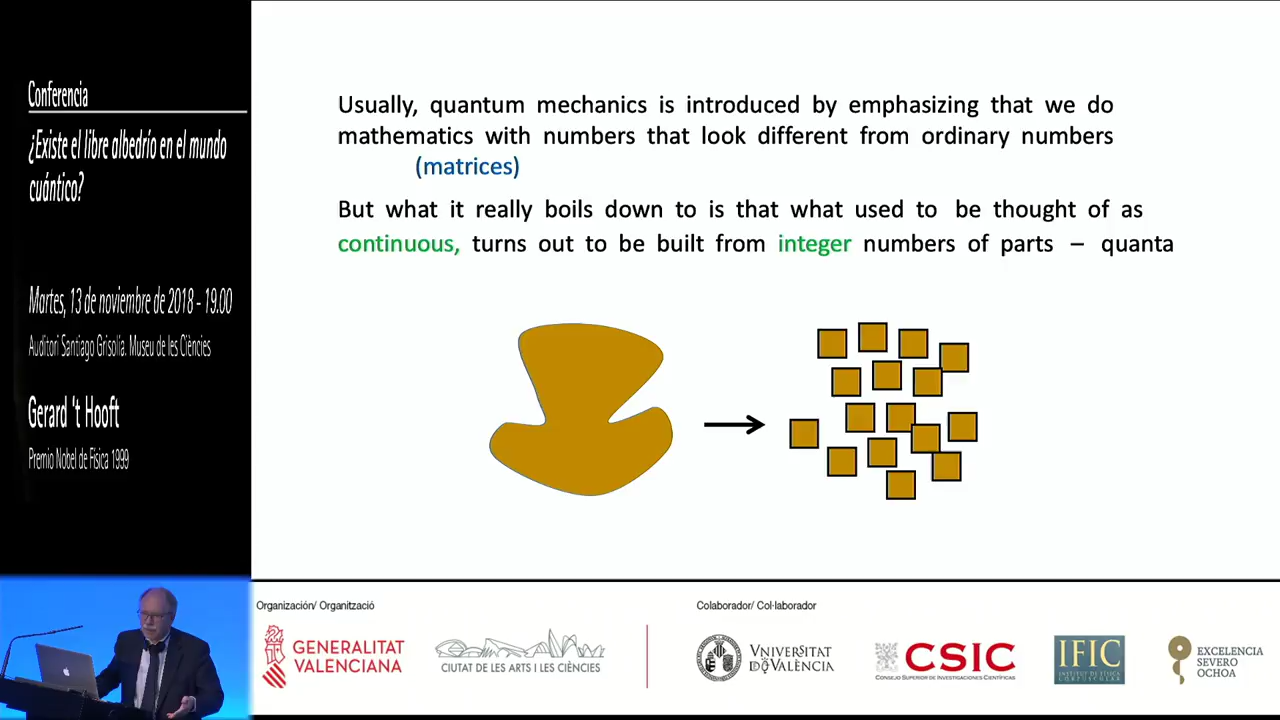 Conferencia
¿Existe el libre albedrío en el mundo
cuántico?
Martes, 13 de noviembre de 2018 - 19.00
Auditori Santiago Grisolía. Museu de les Ciències
Gerard 't Hooft
Premio Nobel de Física 1999
Usually, quantum mechanics is introduced by emphasizing that we do
mathematics with numbers that look different from ordinary numbers
(matrices)
But what it really boils down to is that what used to be thought of as
continuous, turns out to be built from integer numbers of parts – quanta
Organización/ Organització
GENERALITAT
VALENCIANA
CIUTAT DE LES ARTS I LES CIÈNCIES
Colaborador/ Col·laborador
VNIVERSITAT
DE VALÈNCIA
CSIC
CONSEJO SUPERIOR DE INVESTIGACIONES CIENTÍFICAS
IFIC
INSTITUT DE FÍSICA
CORPUSCULAR
EXCELENCIA
SEVERO
OCHOA